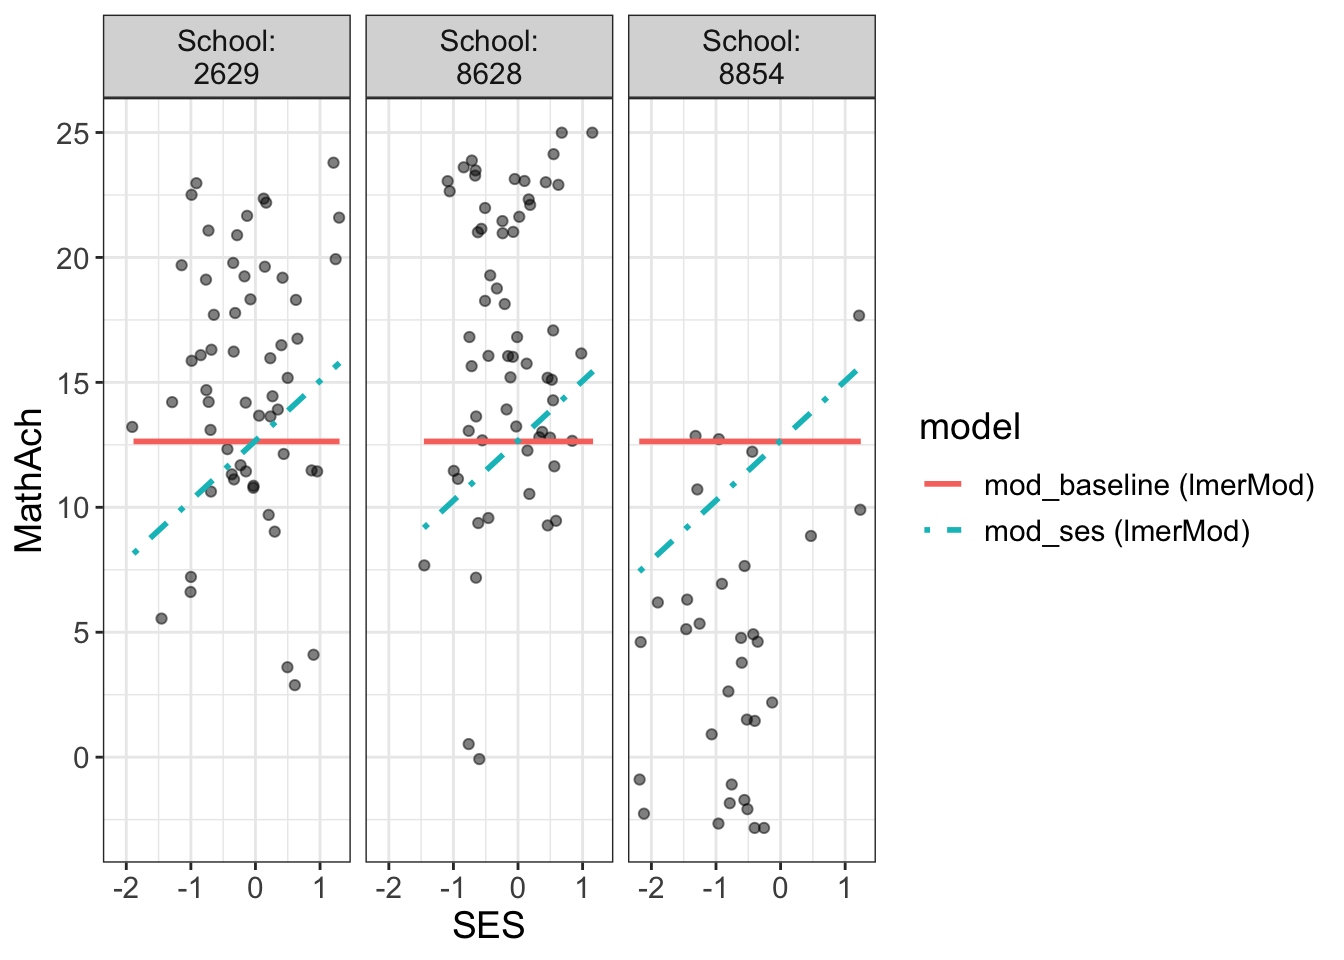 School:
2629
School:
8628
School:
8854
25
20
15
10
5
0
MathAch
-2 -1 0 1
-2 -1 0 1
-2 -1 0 1
SES
model
mod_baseline (lmerMod)
mod_ses (lmerMod)